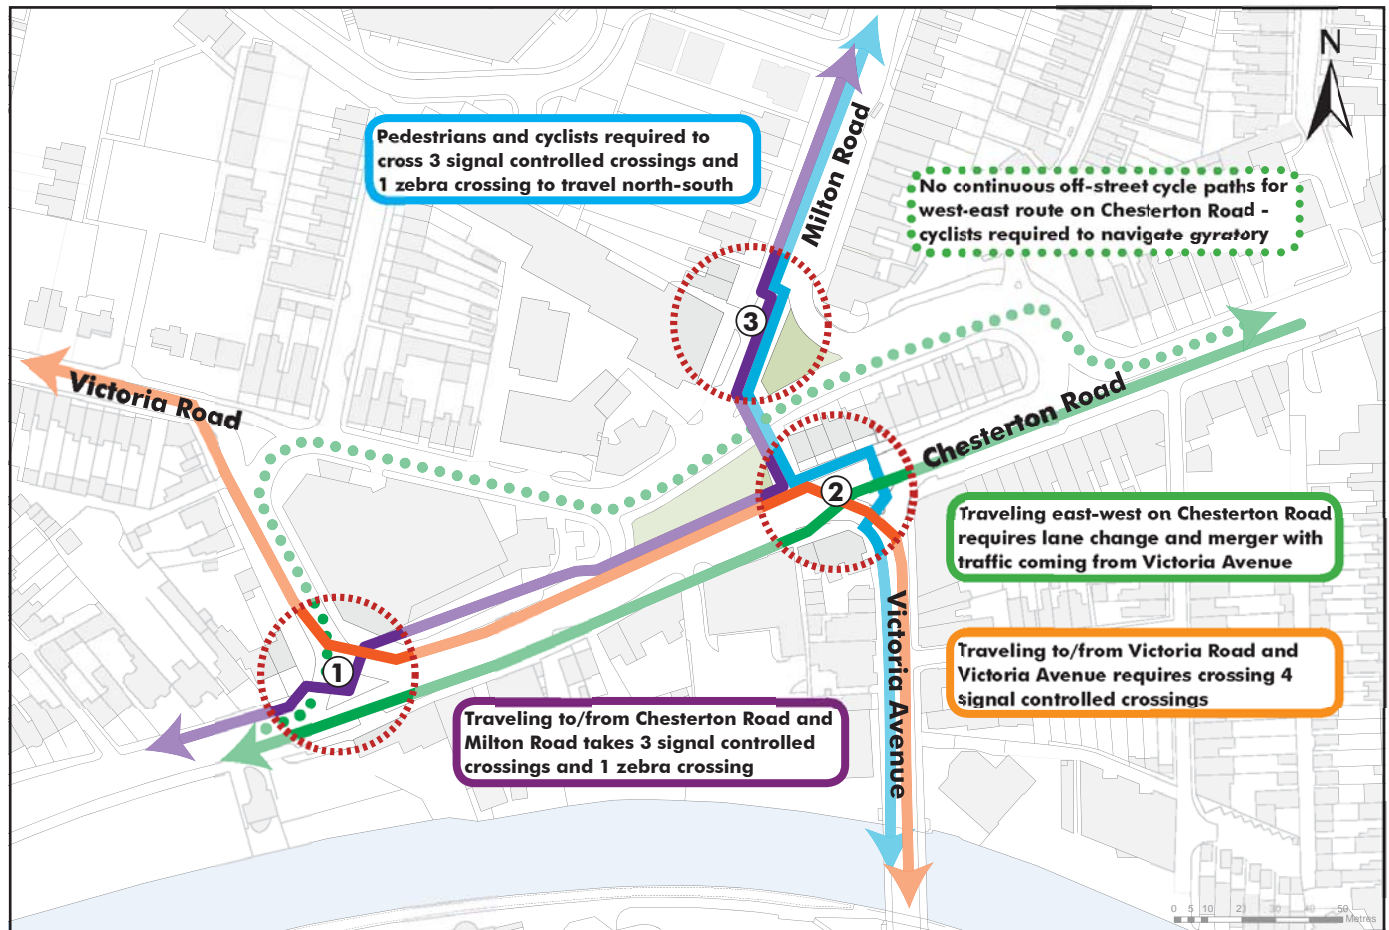 N
Pedestrians and cyclists required to
cross 3 signal controlled crossings and
1 zebra crossing to travel north-south
Milton Road
No continuous off-street cycle paths for
west-east route on Chesterton Road -
cyclists required to navigate gyratory
3
Victoria Road
Chesterton Road
2
Traveling east-west on Chesterton Road
requires lane change and merger with
traffic coming from Victoria Avenue
Victoria Avenue
Traveling to/from Victoria Road and
Victoria Avenue requires crossing 4
signal controlled crossings
1
Traveling to/from Chesterton Road and
Milton Road takes 3 signal controlled
crossings and 1 zebra crossing
0 5 10 20 30 40 50
Metres